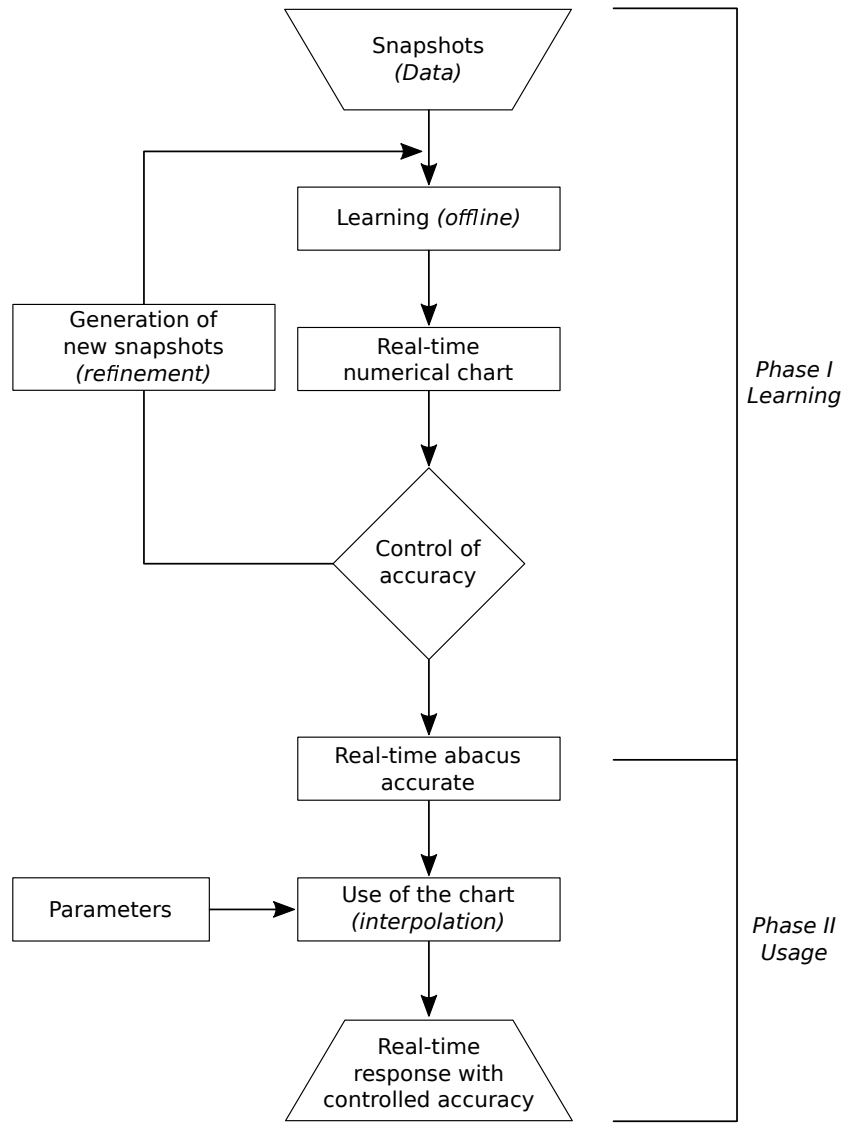 Snapshots
(Data)
Learning (offline)
Generation of
new snapshots
(refinement)
Real-time
numerical chart
Phase I
Learning
Control of
accuracy
Real-time abacus
accurate
Parameters
Use of the chart
(interpolation)
Phase II
Usage
Real-time
response with
controlled accuracy